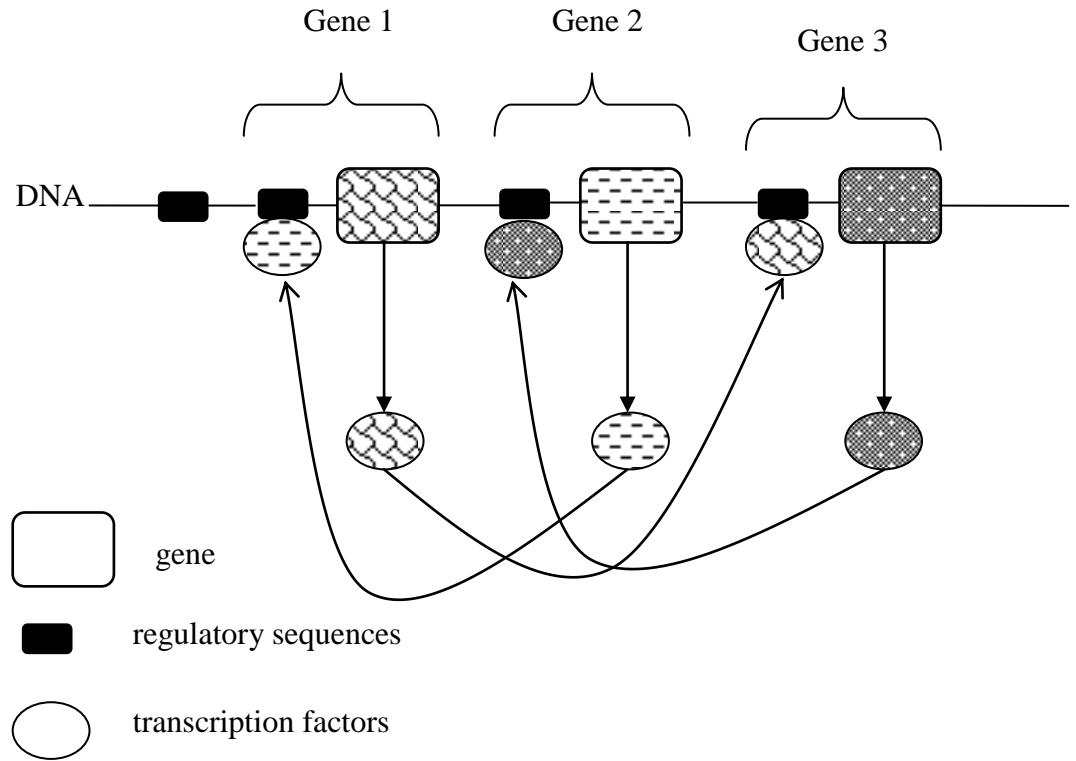 Gene 1
Gene 2
Gene 3
DNA
gene
regulatory sequences
transcription factors